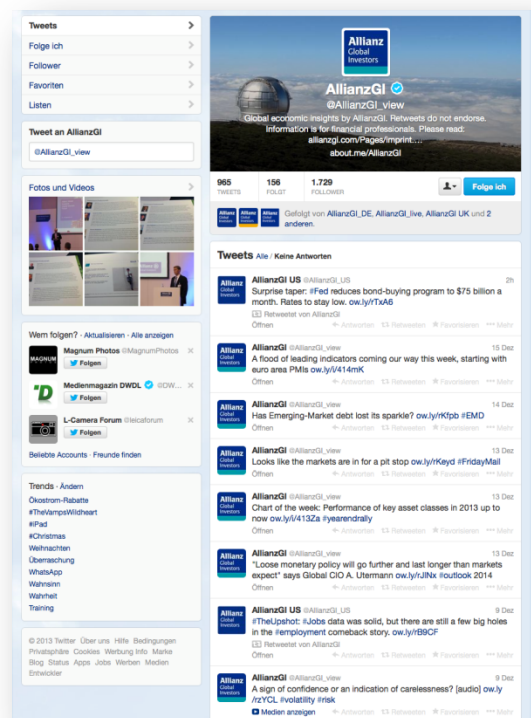 Tweets
Folge ich
Follower
Favoriten
Listen
Tweet an AllianzGI
@AllianzGI_view
Fotos und Videos
Wem folgen? · Aktualisieren · Alle anzeigen
Magnum Photos @MagnumPhotos
MAGNUM
Folgen
Medienmagazin DWDL @DW...
Folgen
L-Camera Forum @leicaforum
Folgen
Beliebte Accounts · Freunde finden
Trends · Ändern
Ökostrom-Rabatte
#TheVampsWildheart
#iPad
#Christmas
Weihnachten
Überraschung
WhatsApp
Wahnsinn
Wahrheit
Training
© 2013 Twitter Über uns Hilfe Bedingungen
Privatsphäre Cookies Werbung Info Marke
Blog Status Apps Jobs Werben Medien
Entwickler
Allianz
Global
Investors
AllianzGI
@AllianzGI_view
Global economic insights by AllianzGI. Retweets do not endorse.
Information is for financial professionals. Please read:
allianzgi.com/Pages/imprint....
about.me/AllianzGI
965 TWEETS
156 FOLGT
1.729 FOLLOWER
Folge ich
Gefolgt von AllianzGI_DE, AllianzGI_live, AllianzGI UK und 2
anderen.
Tweets Alle / Keine Antworten
AllianzGI US @AllianzGI_US 2h
Surprise taper: #Fed reduces bond-buying program to $75 billion a
month. Rates to stay low. ow.ly/rTxA6
Retweetet von AllianzGI
Öffnen Antworten Retweeten Favorisieren Mehr
AllianzGI @AllianzGI_view 15 Dez
A flood of leading indicators coming our way this week, starting with
euro area PMIs ow.ly/i/414mK
Öffnen Antworten Retweeten Favorisieren Mehr
AllianzGI @AllianzGI_view 14 Dez
Has Emerging-Market debt lost its sparkle? ow.ly/rKfpb #EMD
Öffnen Antworten Retweeten Favorisieren Mehr
AllianzGI @AllianzGI_view 13 Dez
Looks like the markets are in for a pit stop ow.ly/rKeyd #FridayMail
Öffnen Antworten Retweeten Favorisieren Mehr
AllianzGI @AllianzGI_view 13 Dez
Chart of the week: Performance of key asset classes in 2013 up to
now ow.ly/i/413Za #yearendrally
Öffnen Antworten Retweeten Favorisieren Mehr
AllianzGI @AllianzGI_view 13 Dez
"Loose monetary policy will go further and last longer than markets
expect" says Global CIO A. Utermann ow.ly/rJlNx #outlook 2014
Öffnen Antworten Retweeten Favorisieren Mehr
AllianzGI US @AllianzGI_US 9 Dez
#TheUpshot: #Jobs data was solid, but there are still a few big holes
in the #employment comeback story. ow.ly/rB9CF
Retweetet von AllianzGI
Öffnen Antworten Retweeten Favorisieren Mehr
AllianzGI @AllianzGI_view 9 Dez
A sign of confidence or an indication of carelessness? [audio] ow.ly
/rzYCL #volatility #risk
Medien anzeigen Antworten Retweeten Favorisieren Mehr